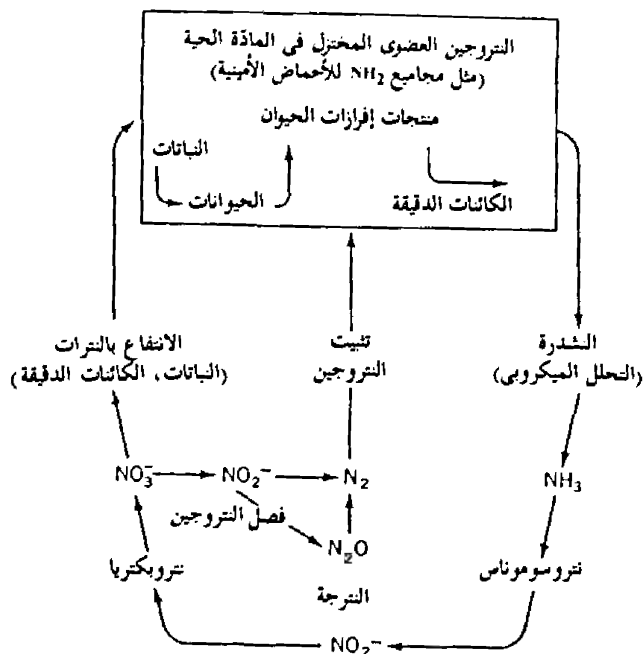 النتروجين العضوى المختزل فى المادّة الحية
(مثل مجاميع NH₂ للأحماض الأمينية)
منتجات إفرازات الحيوان
النباتات
الحيوانات
الكائنات الدقيقة
الانتفاع بالنترات
(النباتات، الكائنات الدقيقة)
تثبيت
النتروجين
النشدرة
(التحلل الميكروبى)
NO₃⁻
NO₂⁻
N₂
NH₃
فصل النتروجين
N₂O
نتروبكتريا
النترجة
نتروسوموناس
NO₂⁻